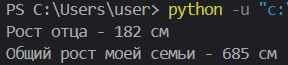 PS C:\Users\user> python -u "c:\
Рост отца - 182 см
Общий рост моей семьи - 685 см